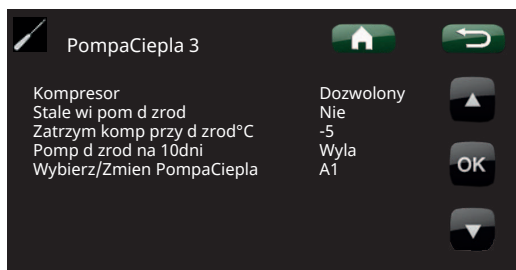 PompaCiepla 3
Kompresor Dozwolony
Stale wi pom d zrod Nie
Zatrzym komp przy d zrod°C -5
Pomp d zrod na 10dni Wyla
Wybierz/Zmien PompaCiepla A1
OK